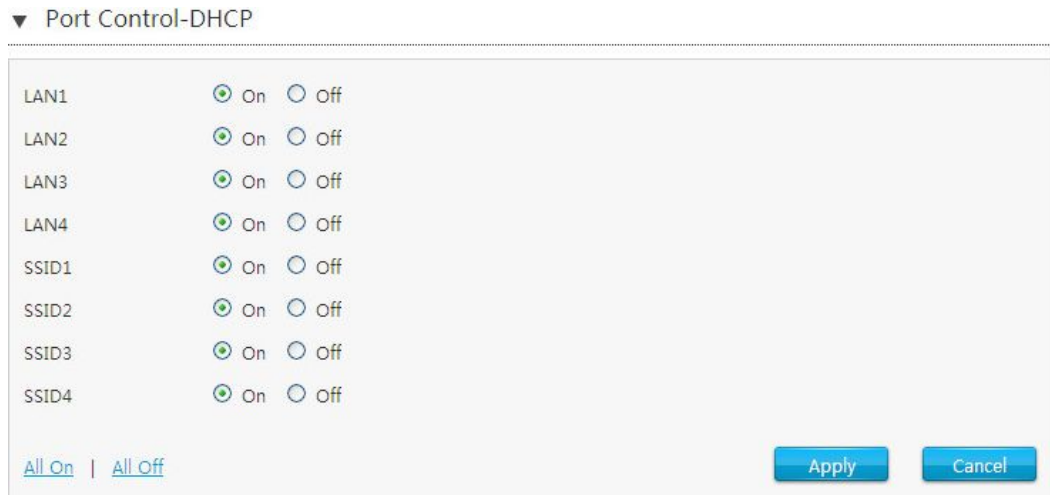 Port Control-DHCP
LAN1 On Off
LAN2 On Off
LAN3 On Off
LAN4 On Off
SSID1 On Off
SSID2 On Off
SSID3 On Off
SSID4 On Off
All On | All Off Apply Cancel